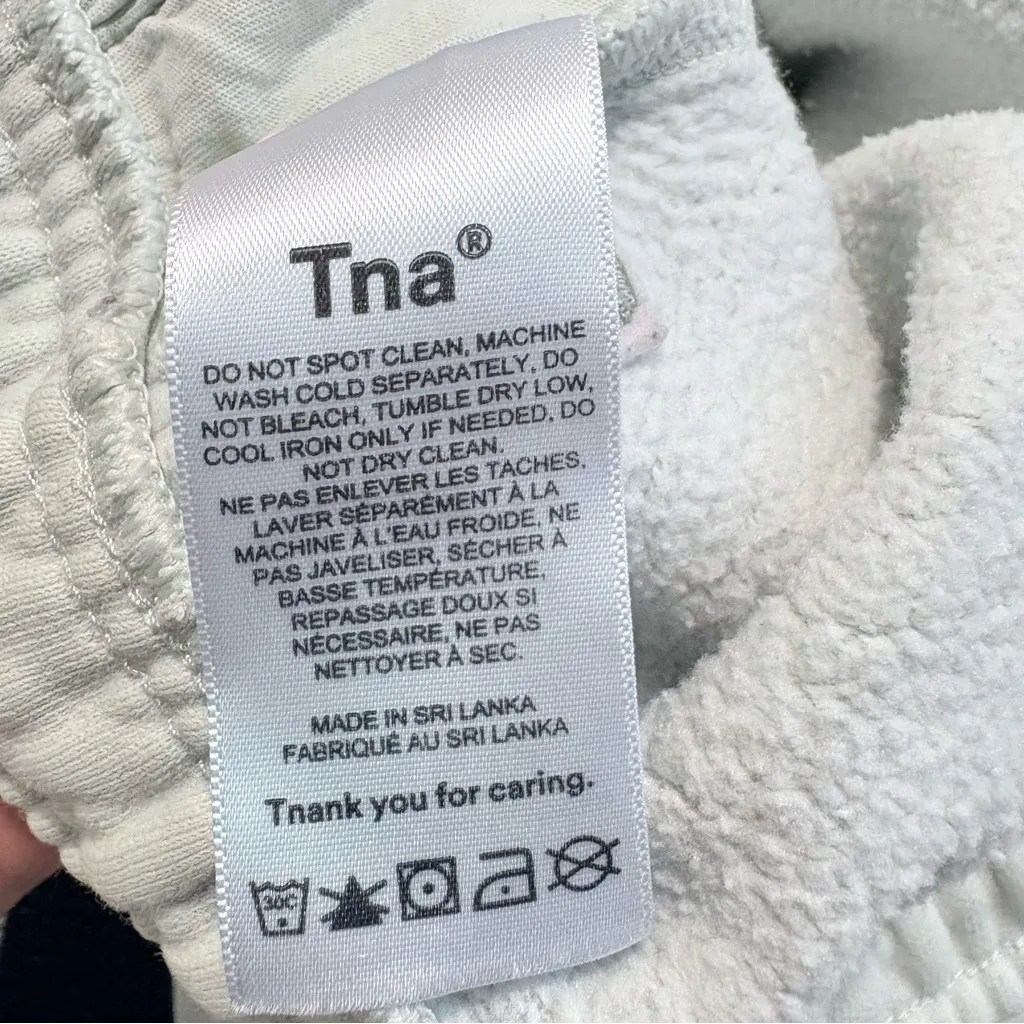 Tna®
DO NOT SPOT CLEAN, MACHINE
WASH COLD SEPARATELY, DO
NOT BLEACH, TUMBLE DRY LOW,
COOL IRON ONLY IF NEEDED, DO
NOT DRY CLEAN.
NE PAS ENLEVER LES TACHES,
LAVER SÉPARÉMENT À LA
MACHINE À L'EAU FROIDE, NE
PAS JAVELISER, SÉCHER À
BASSE TEMPÉRATURE,
REPASSAGE DOUX SI
NÉCESSAIRE, NE PAS
NETTOYER À SEC.
MADE IN SRI LANKA
FABRIQUÉ AU SRI LANKA
Tnank you for caring.
30C